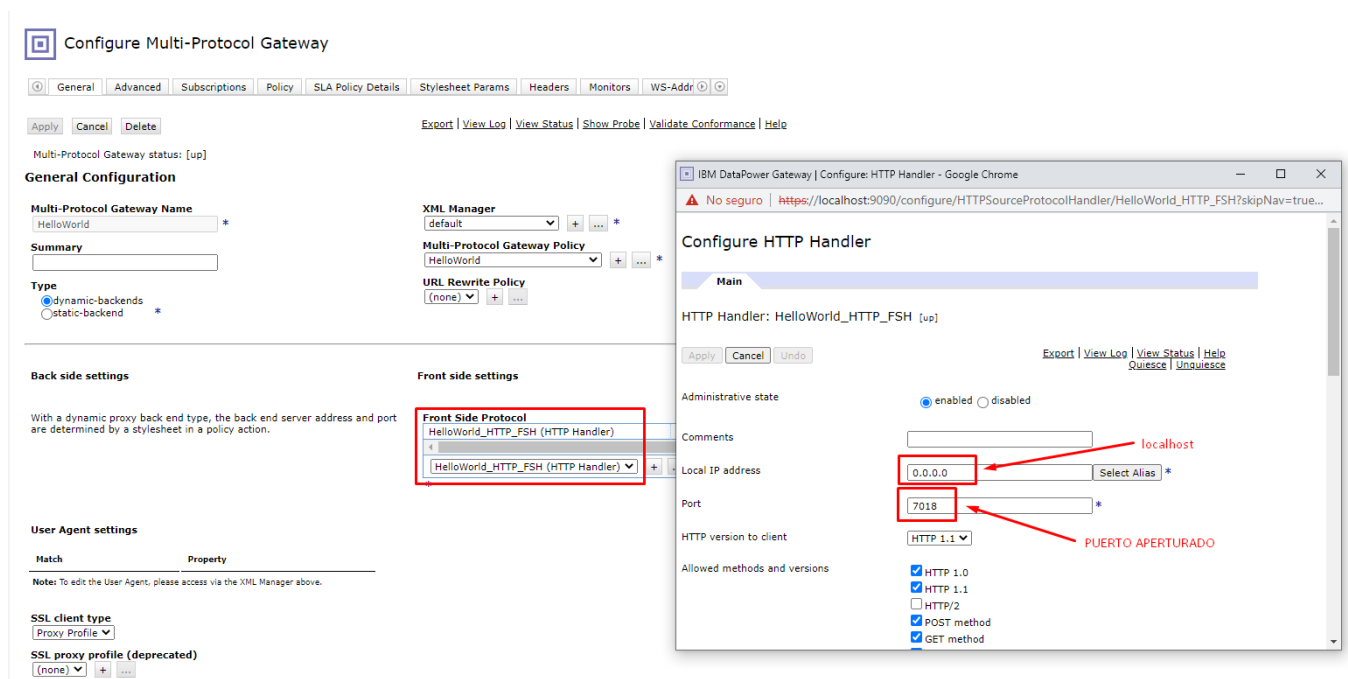 Configure Multi-Protocol Gateway
General Advanced Subscriptions Policy SLA Policy Details Stylesheet Params Headers Monitors WS-Addr
Apply Cancel Delete
Export | View Log | View Status | Show Probe | Validate Conformance | Help
Multi-Protocol Gateway status: [up]
General Configuration
Multi-Protocol Gateway Name
HelloWorld *
Summary
Type
dynamic-backends
static-backend *
XML Manager
default + ... *
Multi-Protocol Gateway Policy
HelloWorld + ... *
URL Rewrite Policy
(none) + ...
Back side settings
With a dynamic proxy back end type, the back end server address and port
are determined by a stylesheet in a policy action.
Front side settings
Front Side Protocol
HelloWorld_HTTP_FSH (HTTP Handler)
HelloWorld_HTTP_FSH (HTTP Handler) +
*
User Agent settings
Match Property
Note: To edit the User Agent, please access via the XML Manager above.
SSL client type
Proxy Profile
SSL proxy profile (deprecated)
(none) + ...
IBM DataPower Gateway | Configure: HTTP Handler - Google Chrome
No seguro | https://localhost:9090/configure/HTTPSourceProtocolHandler/HelloWorld_HTTP_FSH?skipNav=true...
Configure HTTP Handler
Main
HTTP Handler: HelloWorld_HTTP_FSH [up]
Apply Cancel Undo
Export | View Log | View Status | Help
Quiesce | Unquiesce
Administrative state
enabled disabled
Comments
localhost
Local IP address
0.0.0.0 Select Alias *
Port
7018 *
PUERTO APERTURADO
HTTP version to client
HTTP 1.1
Allowed methods and versions
HTTP 1.0
HTTP 1.1
HTTP/2
POST method
GET method